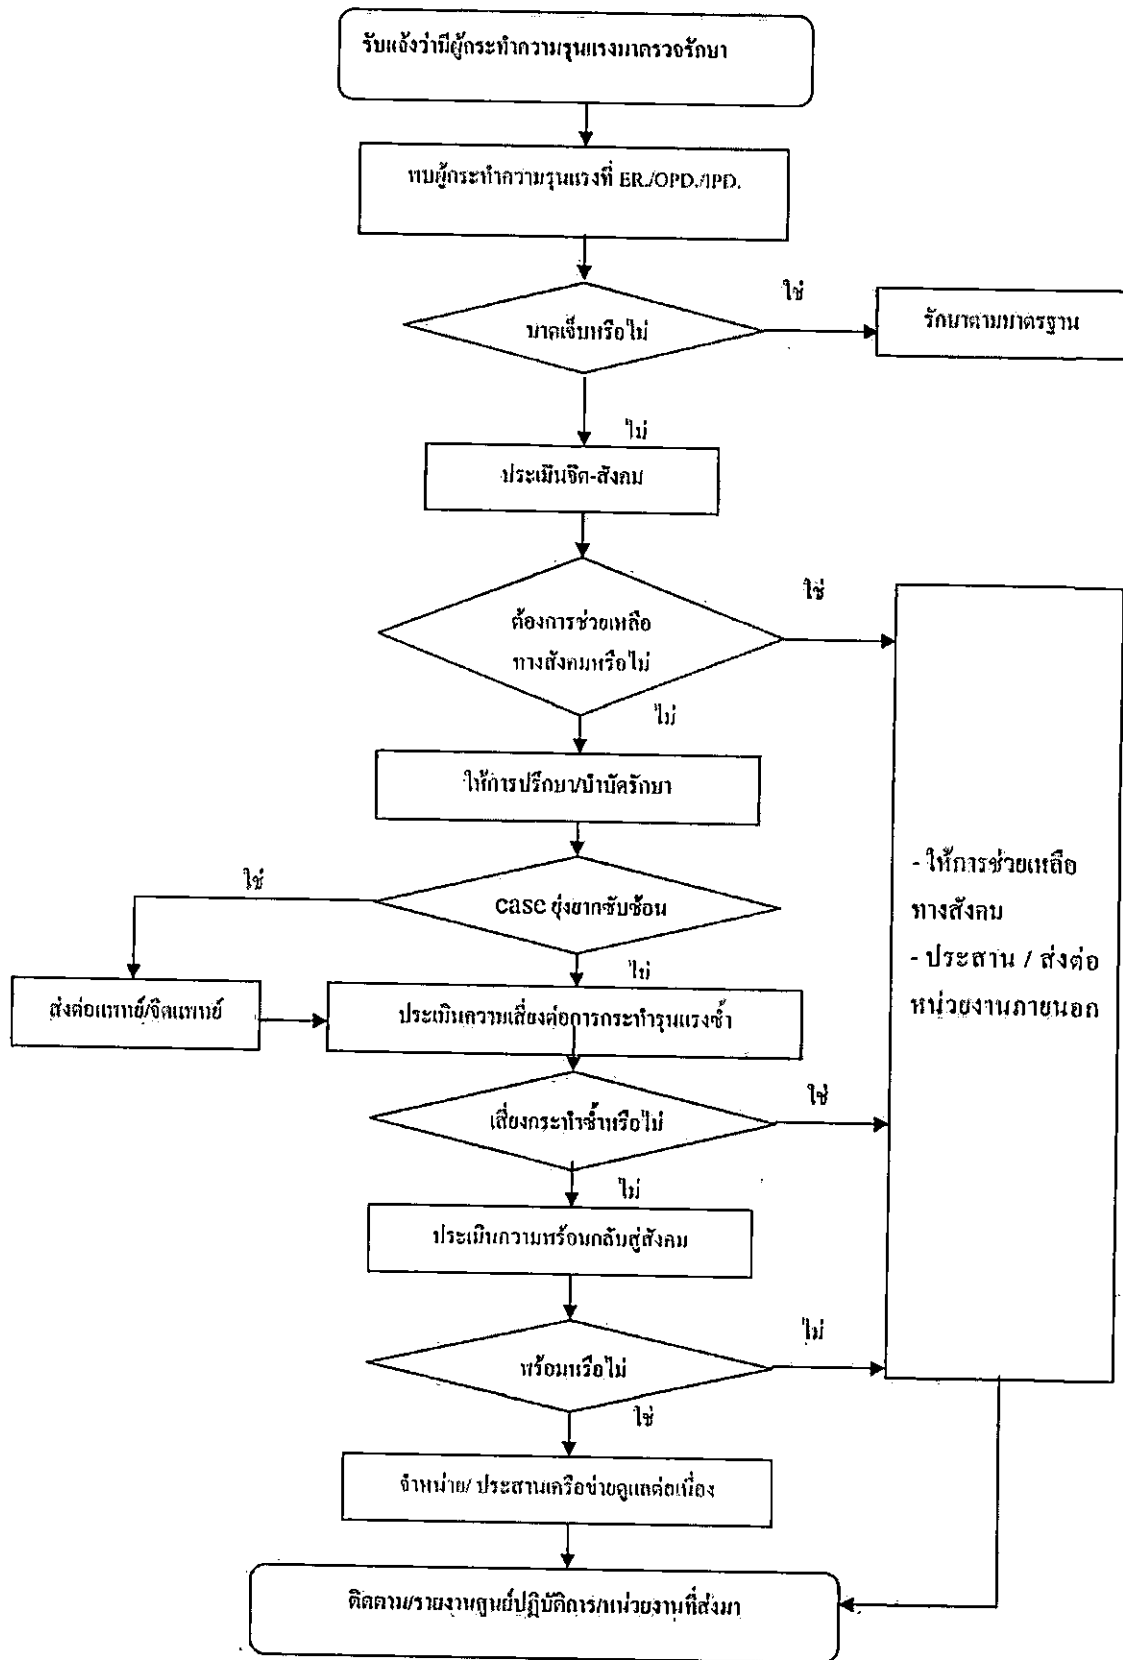 รับแจ้งว่ามีผู้กระทำความรุนแรงมาตรวจรักษา
พบผู้กระทำความรุนแรงที่ ER./OPD./IPD.
ใช่
บาดเจ็บหรือไม่
รักษาตามมาตรฐาน
ไม่
ประเมินจิต-สังคม
ใช่
ต้องการช่วยเหลือ
ทางสังคมหรือไม่
ไม่
ให้การปรึกษา/บำบัดรักษา
- ให้การช่วยเหลือ
ทางสังคม
- ประสาน / ส่งต่อ
หน่วยงานภายนอก
ใช่
case ยุ่งยากซับซ้อน
ไม่
ส่งต่อแพทย์/จิตแพทย์
ประเมินความเสี่ยงต่อการกระทำรุนแรงซ้ำ
ใช่
เสี่ยงกระทำซ้ำหรือไม่
ไม่
ประเมินความพร้อมกลับสู่สังคม
ไม่
พร้อมหรือไม่
ใช่
จำหน่าย/ ประสานเครือข่ายดูแลต่อเนื่อง
ติดตาม/รายงานศูนย์ปฏิบัติการ/หน่วยงานที่ส่งมา